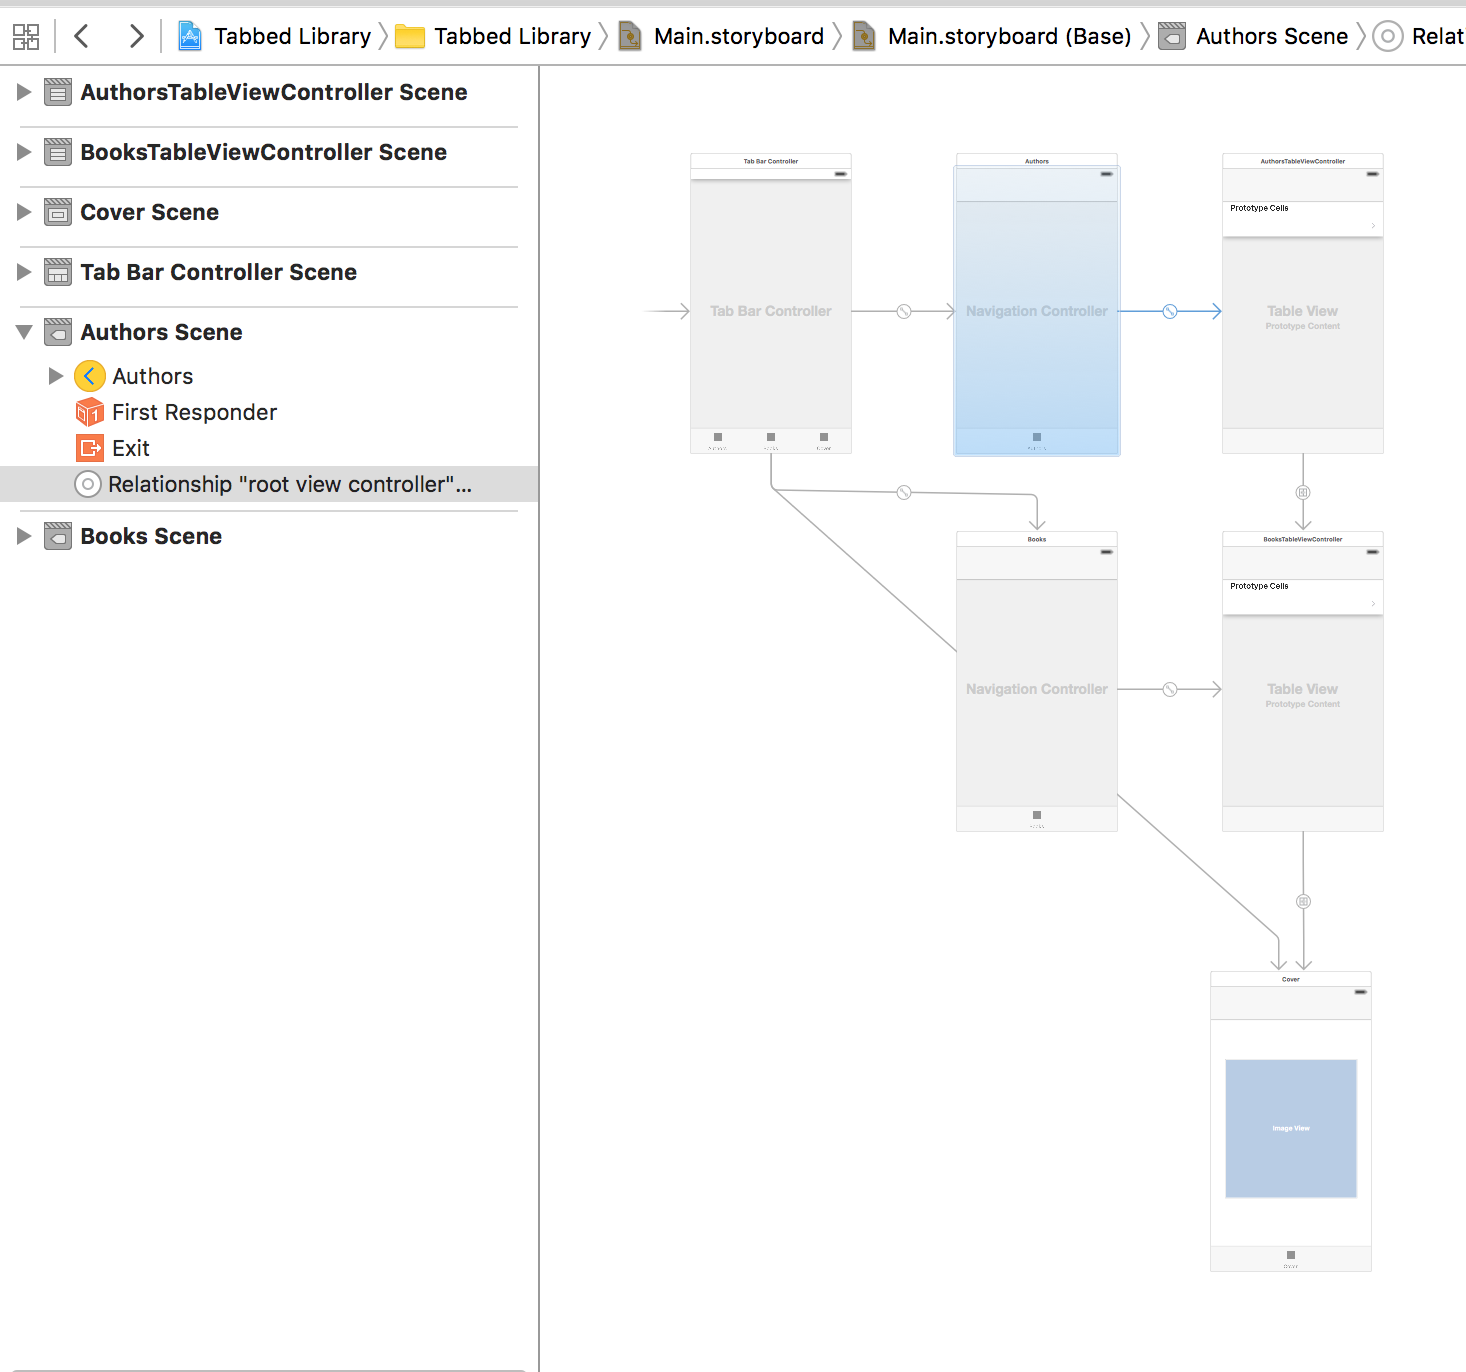 Tabbed Library Tabbed Library Main.storyboard Main.storyboard (Base) Authors Scene Relat
AuthorsTableViewController Scene
BooksTableViewController Scene
Cover Scene
Tab Bar Controller Scene
Authors Scene
Authors
First Responder
Exit
Relationship "root view controller"...
Books Scene
Tab Bar Controller
Authors
AuthorsTableViewController
Prototype Cells
Tab Bar Controller
Navigation Controller
Table View
Prototype Content
Books
BooksTableViewController
Prototype Cells
Navigation Controller
Table View
Prototype Content
Cover
Image View